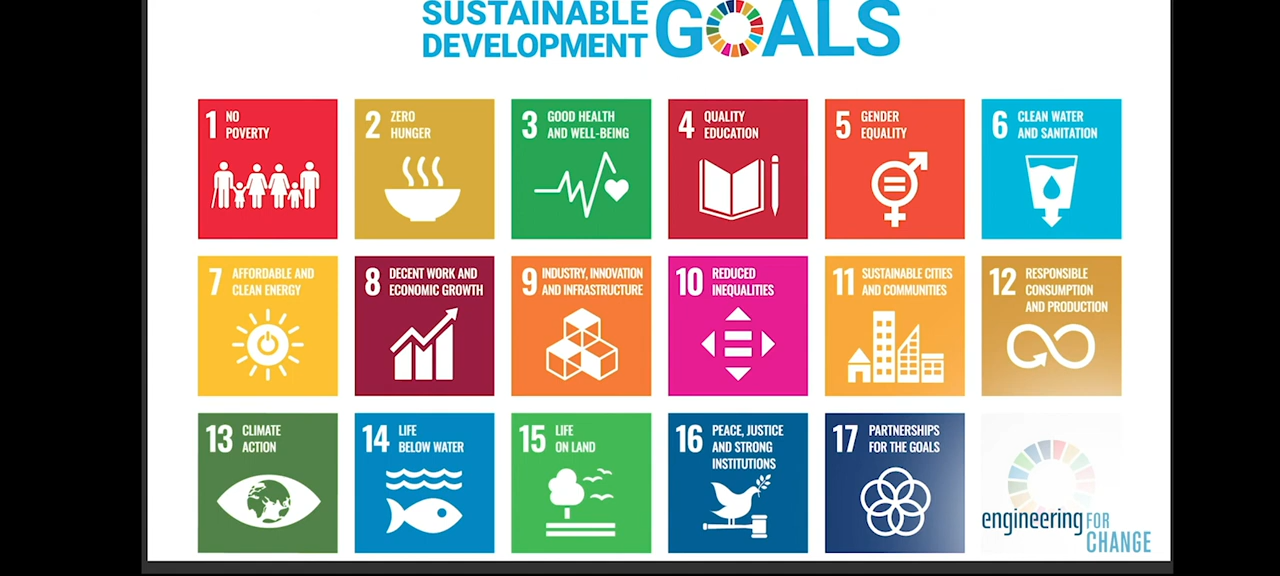 SUSTAINABLE
DEVELOPMENT
GOALS
1 NO
POVERTY
2 ZERO
HUNGER
3 GOOD HEALTH
AND WELL-BEING
4 QUALITY
EDUCATION
5 GENDER
EQUALITY
6 CLEAN WATER
AND SANITATION
7 AFFORDABLE AND
CLEAN ENERGY
8 DECENT WORK AND
ECONOMIC GROWTH
9 INDUSTRY, INNOVATION
AND INFRASTRUCTURE
10 REDUCED
INEQUALITIES
11 SUSTAINABLE CITIES
AND COMMUNITIES
12 RESPONSIBLE
CONSUMPTION
AND PRODUCTION
13 CLIMATE
ACTION
14 LIFE
BELOW WATER
15 LIFE
ON LAND
16 PEACE, JUSTICE
AND STRONG
INSTITUTIONS
17 PARTNERSHIPS
FOR THE GOALS
engineering FOR
CHANGE